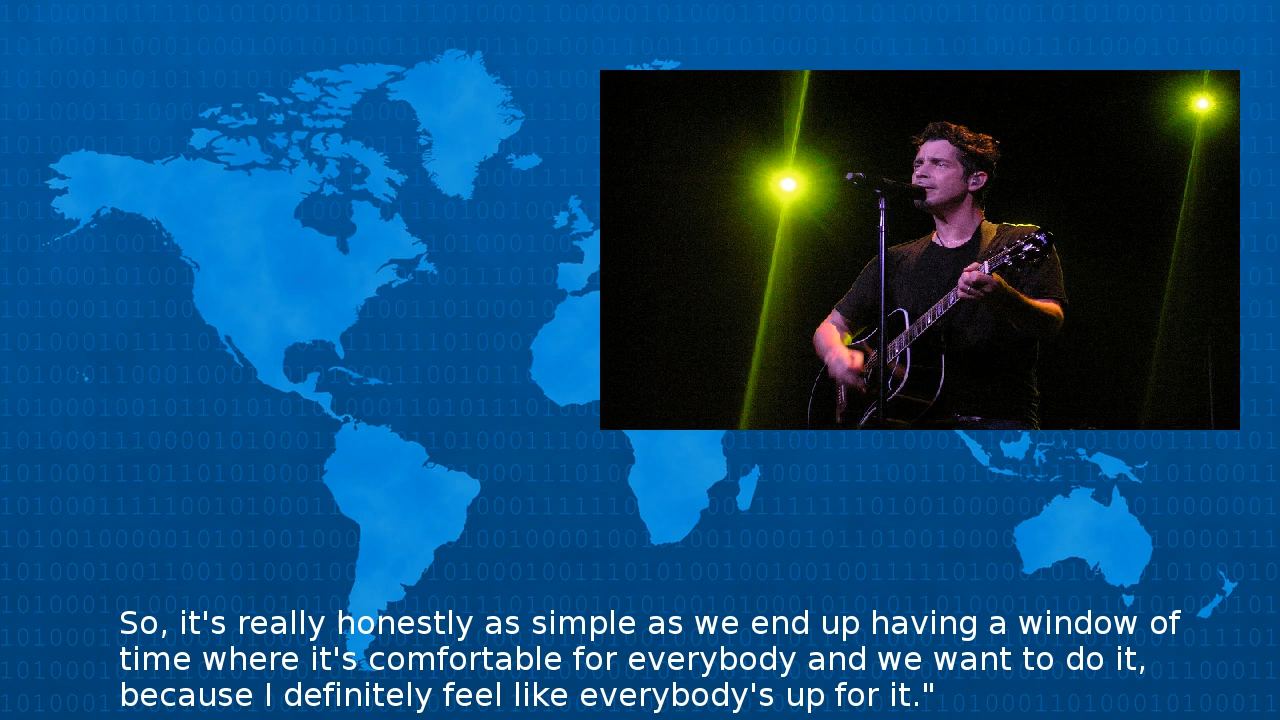 So, it's really honestly as simple as we end up having a window of
time where it's comfortable for everybody and we want to do it,
because I definitely feel like everybody's up for it."